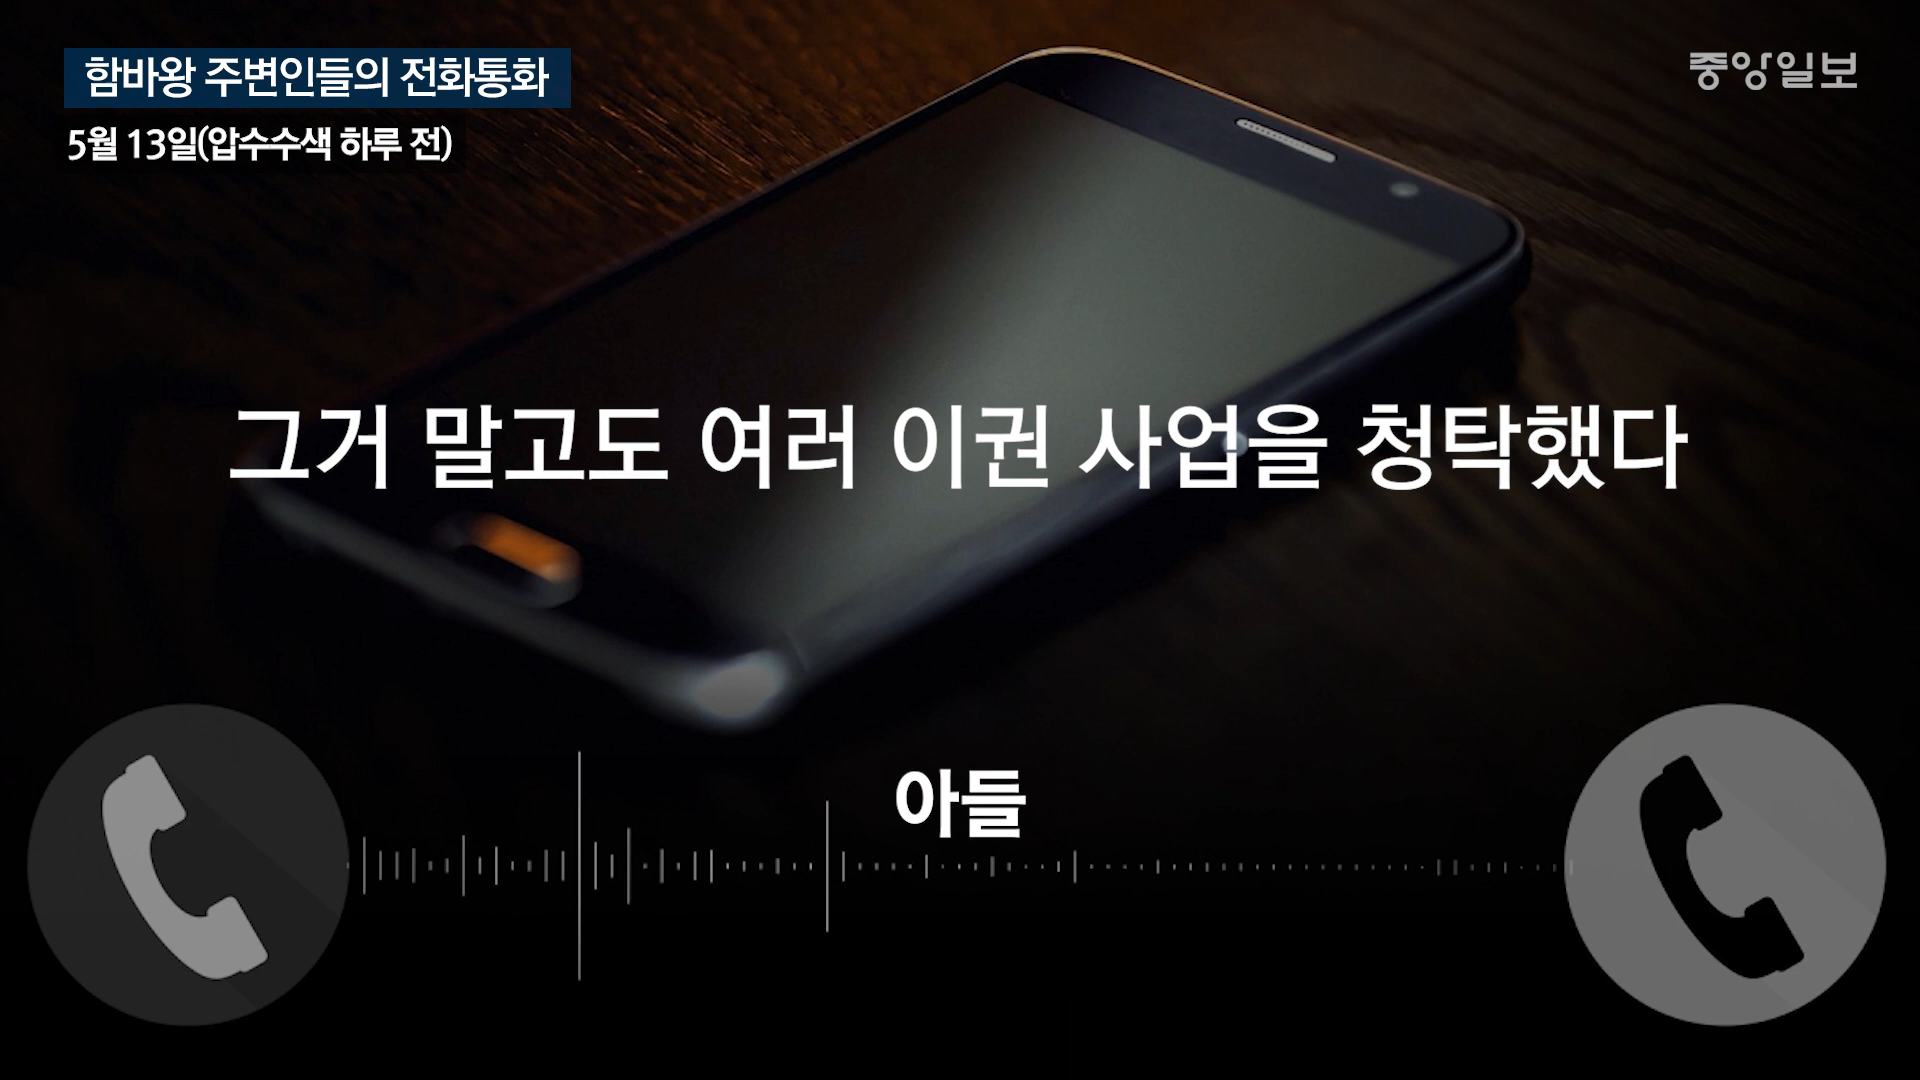 함바왕 주변인들의 전화통화
중앙일보
5월 13일(압수수색 하루 전)
그거 말고도 여러 이권 사업을 청탁했다
아들